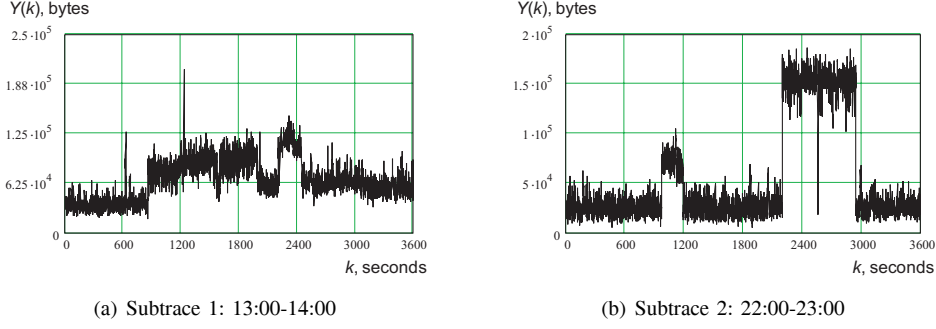 Y(k), bytes
2.5·10^5
1.88·10^5
1.25·10^5
6.25·10^4
0
0 600 1200 1800 2400 3000 3600
k, seconds
(a) Subtrace 1: 13:00-14:00
Y(k), bytes
2·10^5
1.5·10^5
1·10^5
5·10^4
0
0 600 1200 1800 2400 3000 3600
k, seconds
(b) Subtrace 2: 22:00-23:00